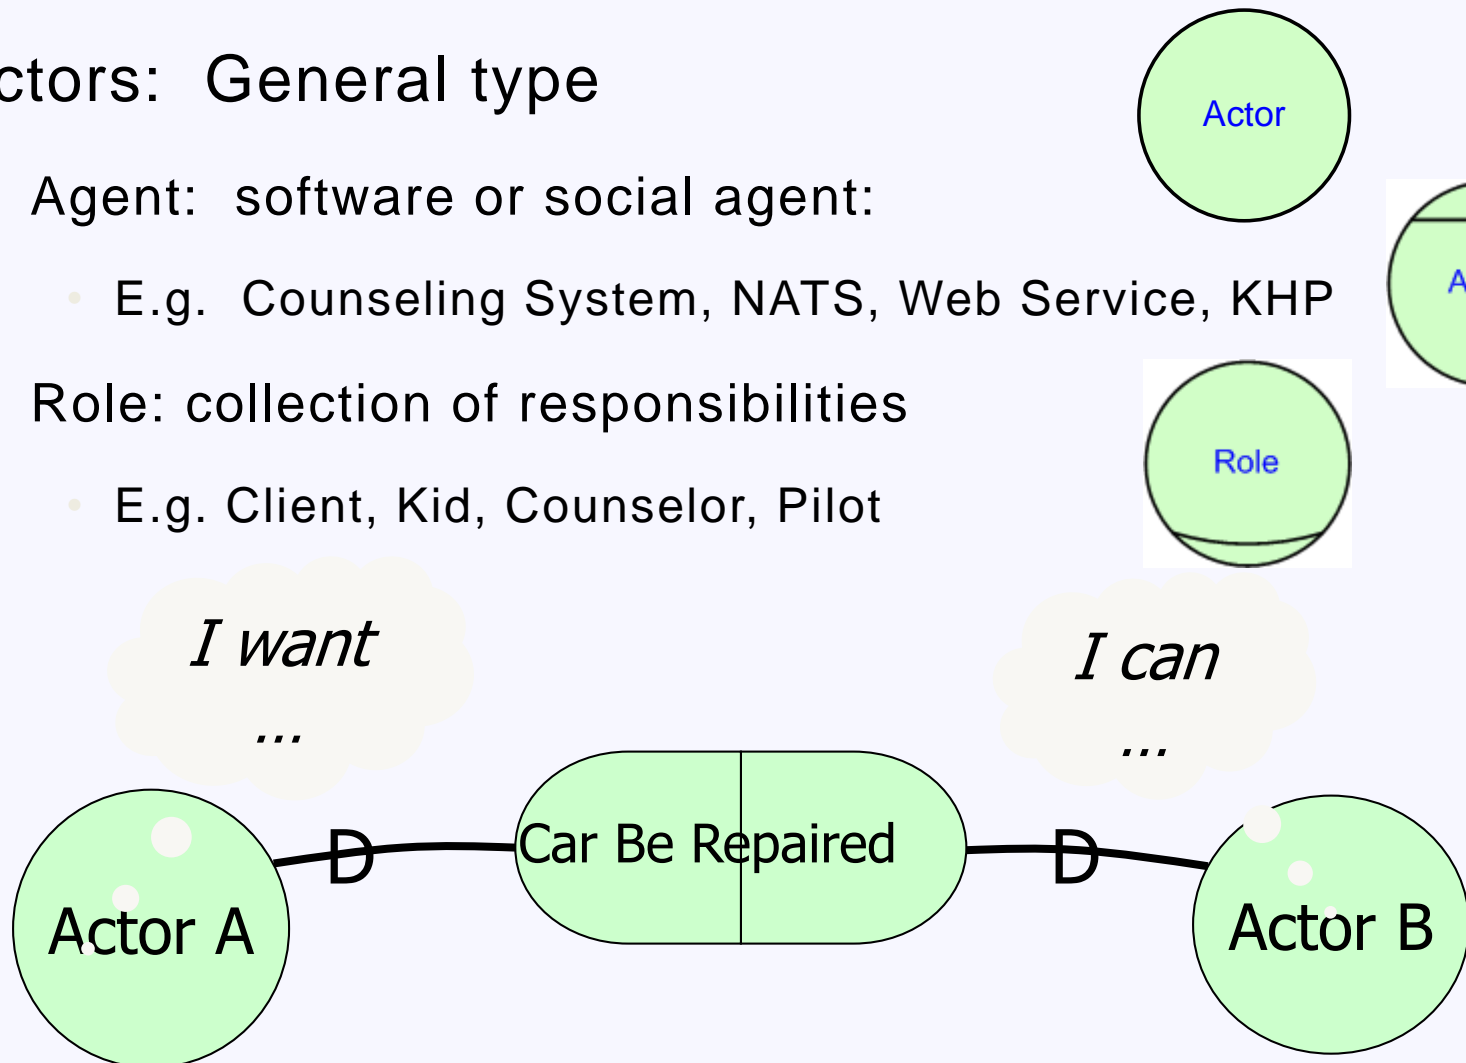 ctors: General type
Actor
Agent: software or social agent:
E.g. Counseling System, NATS, Web Service, KHP
A
Role: collection of responsibilities
Role
E.g. Client, Kid, Counselor, Pilot
I want
...
I can
...
D
Car Be Repaired
D
Actor A
Actor B